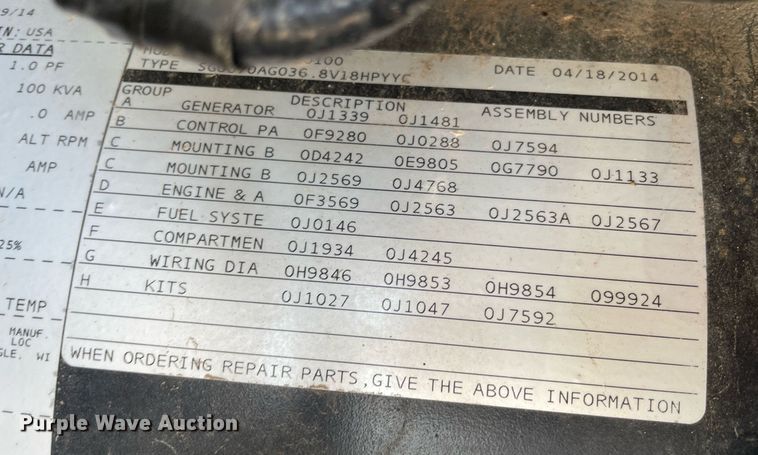 9/14
IN: USA
R DATA
1.0 PF
100 KVA
.0 AMP
ALT RPM
AMP
N/A
25%
TEMP
MANUF.
LOC
GLE, WI
0100
TYPE AG036.8V18HPYYC DATE 04/18/2014
GROUP DESCRIPTION ASSEMBLY NUMBERS
A GENERATOR 0J1339 0J1481
B CONTROL PA 0F9280 0J0288 0J7594
C MOUNTING B 0D4242 0E9805 0G7790 0J1133
C MOUNTING B 0J2569 0J4768
D ENGINE & A 0F3569 0J2563 0J2563A 0J2567
E FUEL SYSTE 0J0146
F COMPARTMEN 0J1934 0J4245
G WIRING DIA 0H9846 0H9853 0H9854 099924
H KITS 0J1027 0J1047 0J7592
WHEN ORDERING REPAIR PARTS,GIVE THE ABOVE INFORMATION
Purple Wave Auction